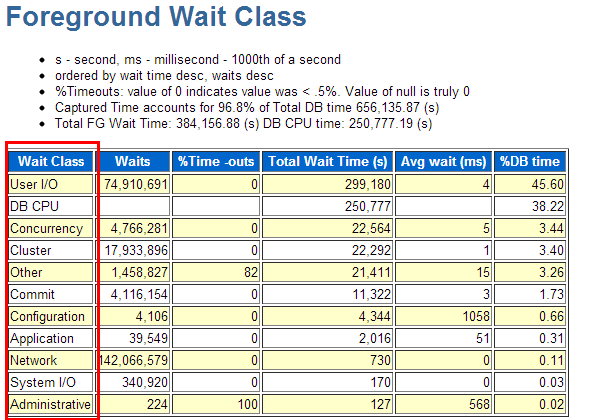 Foreground Wait Class
s - second, ms - millisecond - 1000th of a second
ordered by wait time desc, waits desc
%Timeouts: value of 0 indicates value was < .5%. Value of null is truly 0
Captured Time accounts for 96.8% of Total DB time 656,135.87 (s)
Total FG Wait Time: 384,156.88 (s) DB CPU time: 250,777.19 (s)
Wait Class Waits %Time -outs Total Wait Time (s) Avg wait (ms) %DB time
User I/O 74,910,691 0 299,180 4 45.60
DB CPU 250,777 38.22
Concurrency 4,766,281 0 22,564 5 3.44
Cluster 17,933,896 0 22,292 1 3.40
Other 1,458,827 82 21,411 15 3.26
Commit 4,116,154 0 11,322 3 1.73
Configuration 4,106 0 4,344 1058 0.66
Application 39,549 0 2,016 51 0.31
Network 142,066,579 0 730 0 0.11
System I/O 340,920 0 170 0 0.03
Administrative 224 100 127 568 0.02